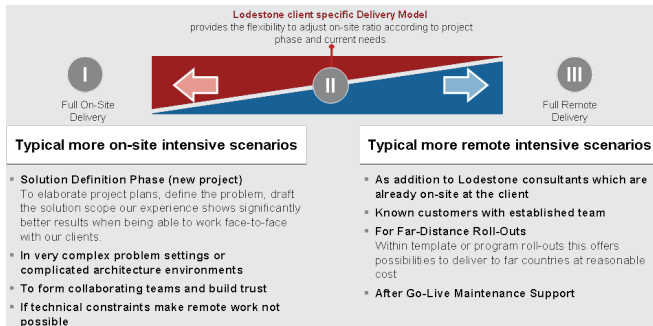 Lodestone client specific Delivery Model
provides the flexibility to adjust on-site ratio according to project
phase and current needs
I
II
III
Full On-Site
Delivery
Full Remote
Delivery
Typical more on-site intensive scenarios
Solution Definition Phase (new project)
To elaborate project plans, define the problem, draft
the solution scope our experience shows significantly
better results when being able to work face-to-face
with our clients.
In very complex problem settings or
complicated architecture environments
To form collaborating teams and build trust
If technical constraints make remote work not
possible
Typical more remote intensive scenarios
As addition to Lodestone consultants which are
already on-site at the client
Known customers with established team
For Far-Distance Roll-Outs
Within template or program roll-outs this offers
possibilities to deliver to far countries at reasonable
cost
After Go-Live Maintenance Support